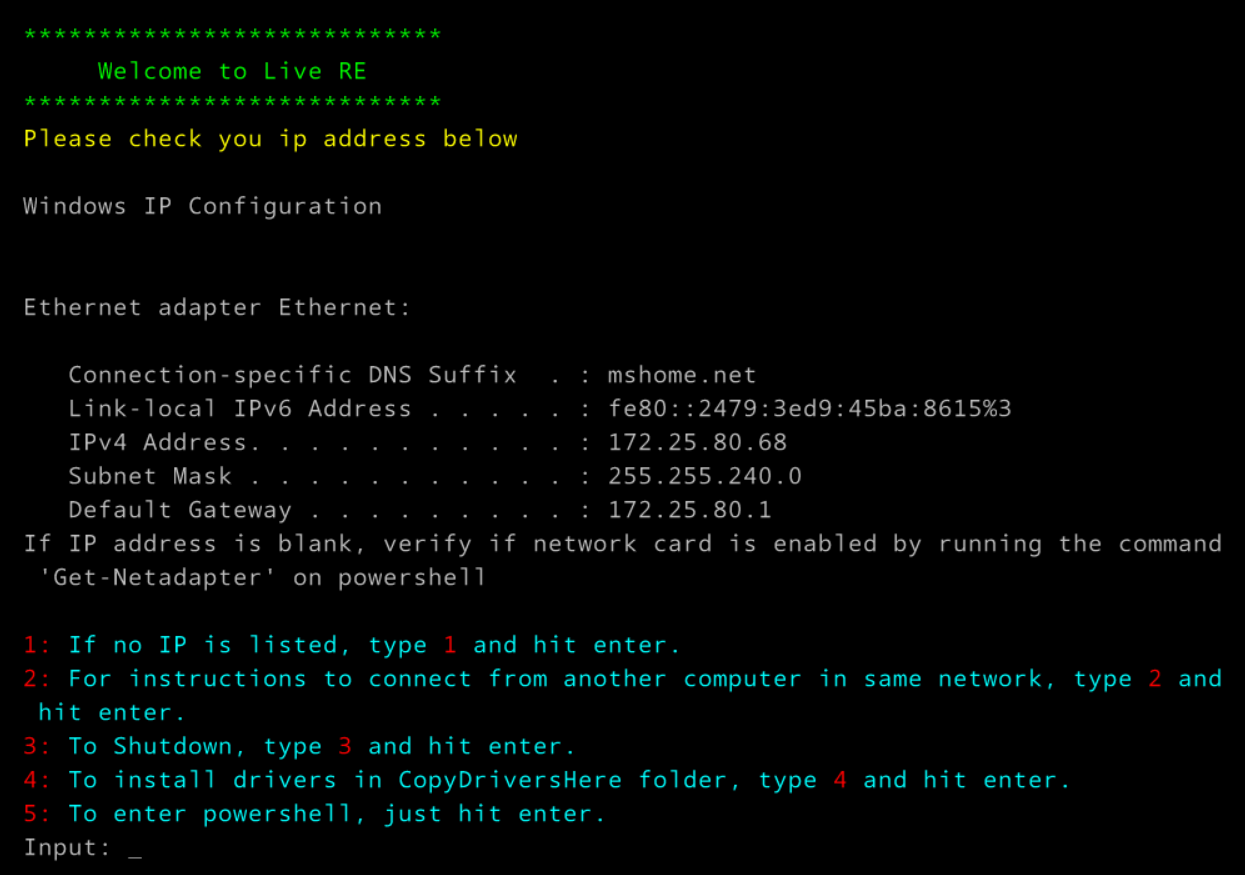 ****************************
     Welcome to Live RE
****************************
Please check you ip address below

Windows IP Configuration


Ethernet adapter Ethernet:

   Connection-specific DNS Suffix  . : mshome.net
   Link-local IPv6 Address . . . . . : fe80::2479:3ed9:45ba:8615%3
   IPv4 Address. . . . . . . . . . . : 172.25.80.68
   Subnet Mask . . . . . . . . . . . : 255.255.240.0
   Default Gateway . . . . . . . . . : 172.25.80.1
If IP address is blank, verify if network card is enabled by running the command
 'Get-Netadapter' on powershell

1: If no IP is listed, type 1 and hit enter.
2: For instructions to connect from another computer in same network, type 2 and
 hit enter.
3: To Shutdown, type 3 and hit enter.
4: To install drivers in CopyDriversHere folder, type 4 and hit enter.
5: To enter powershell, just hit enter.
Input: _